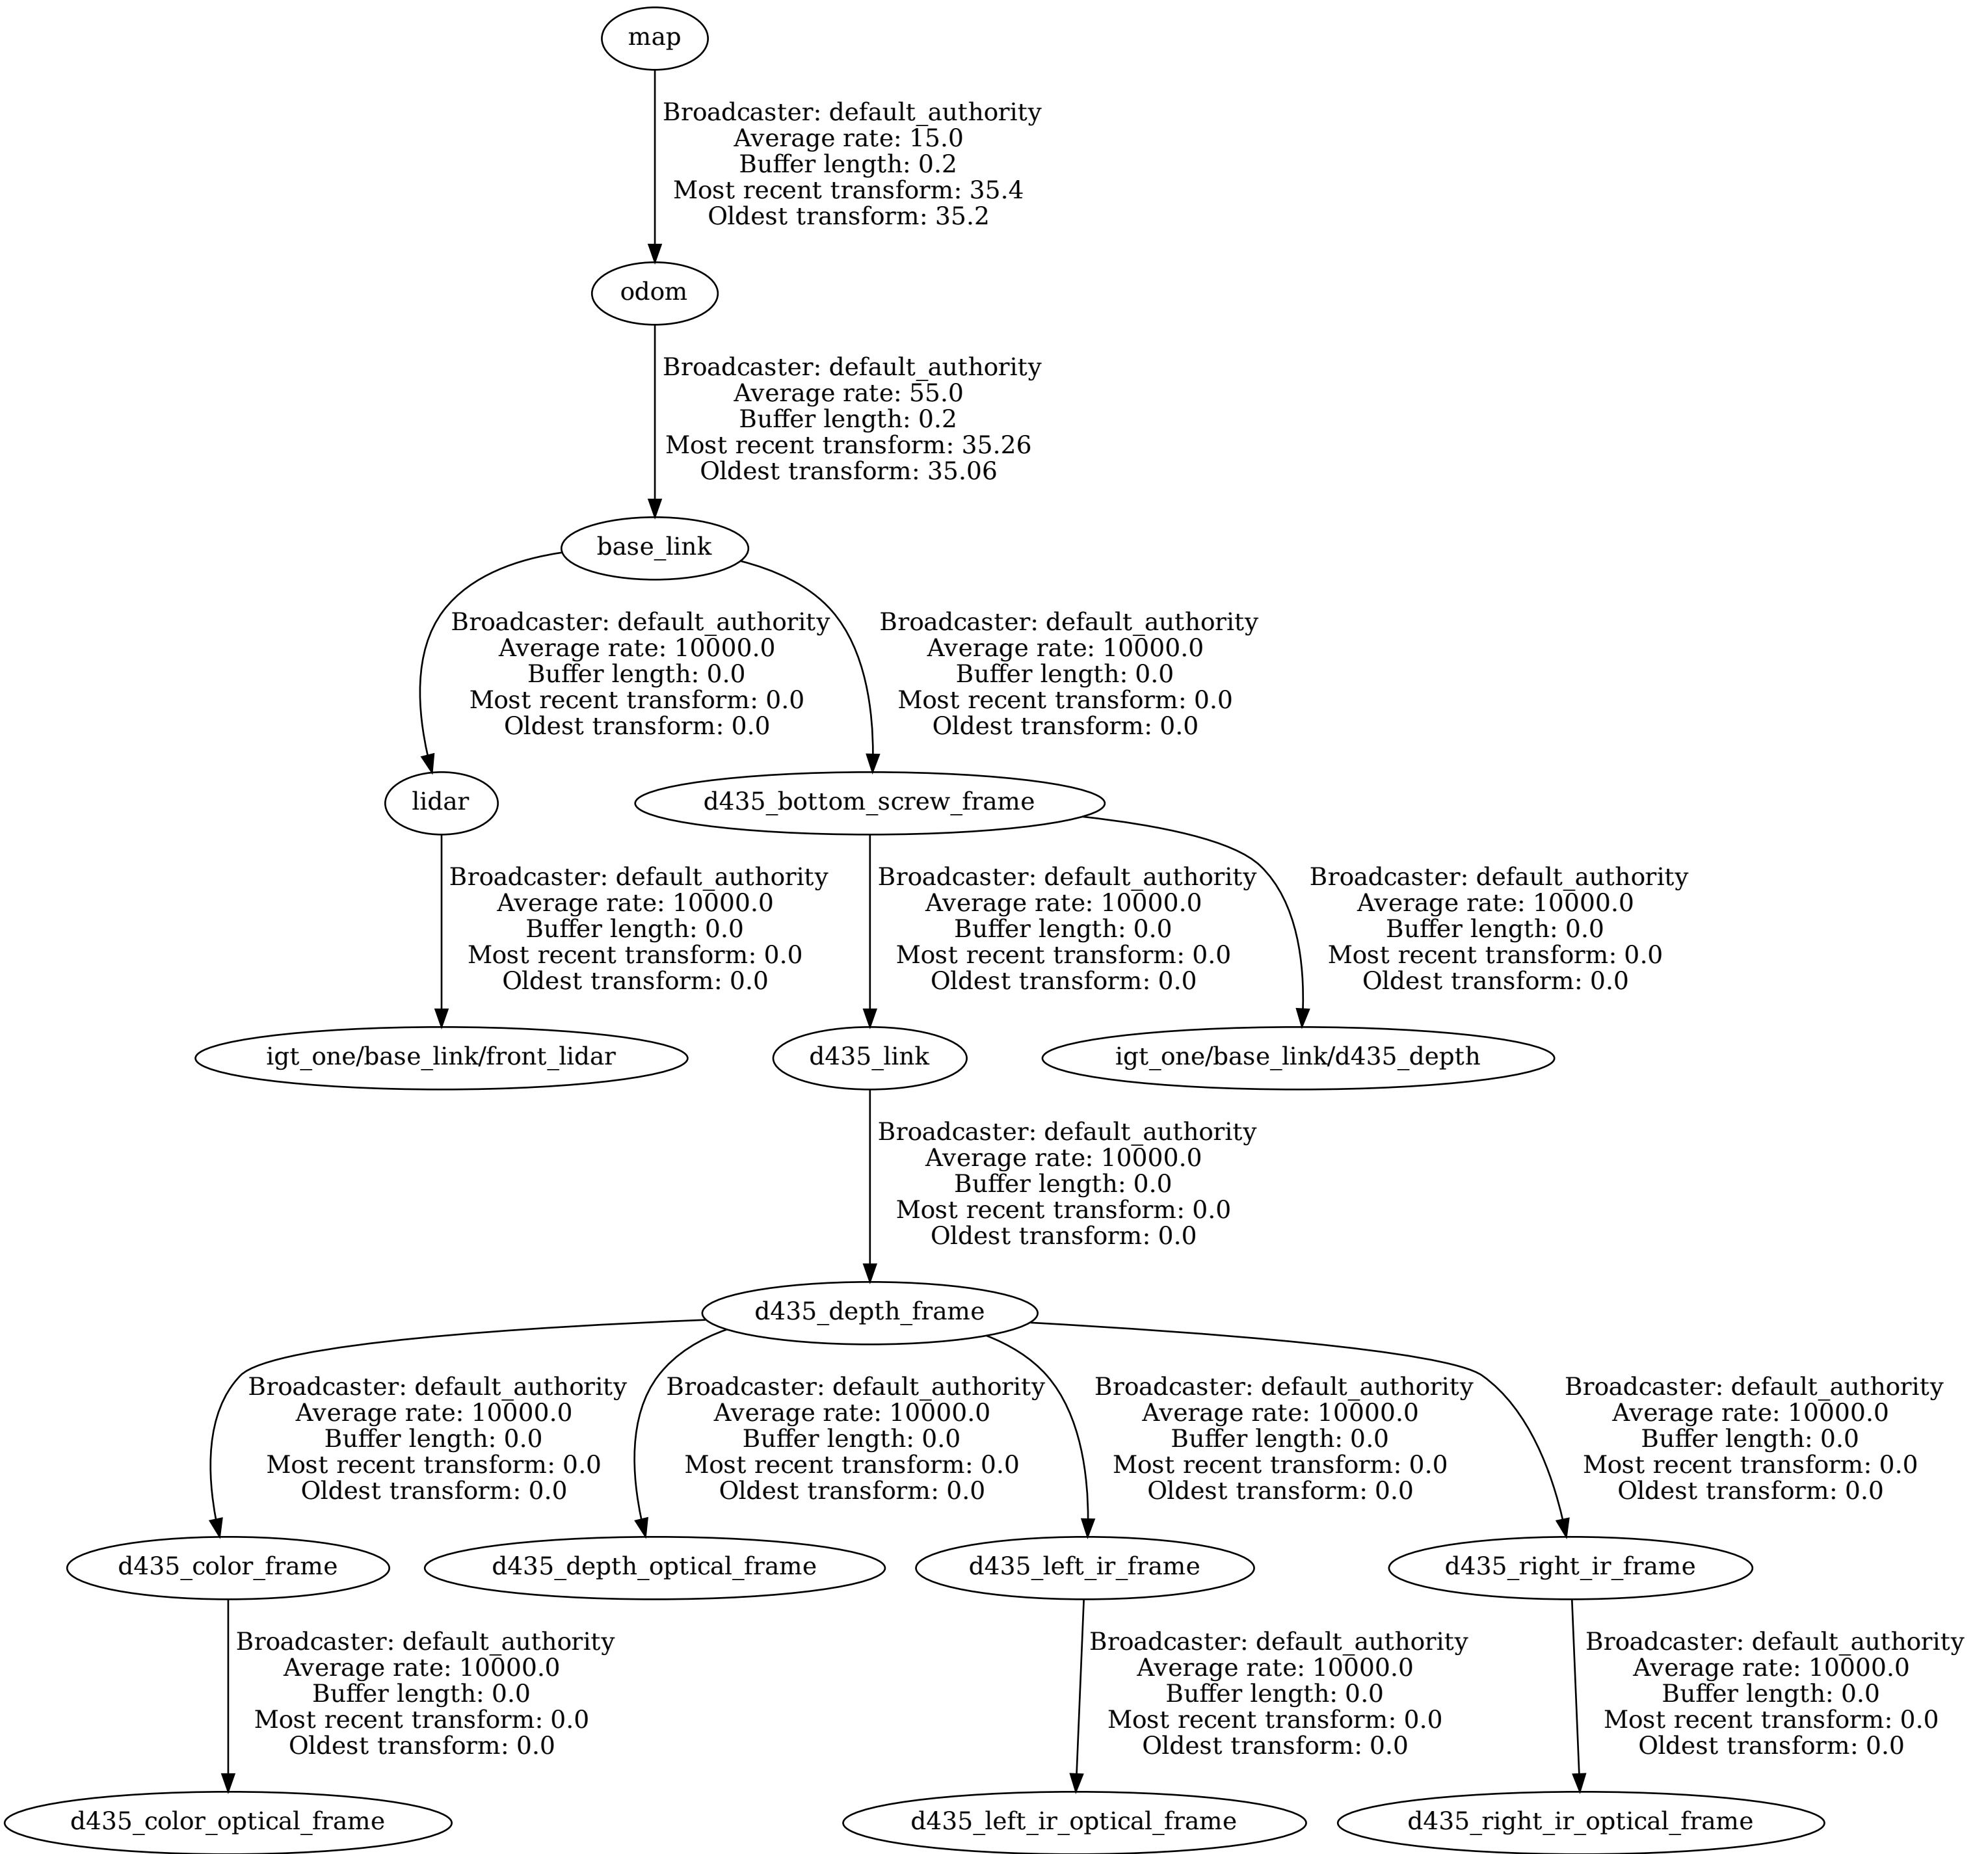 map
Broadcaster: default_authority
Average rate: 15.0
Buffer length: 0.2
Most recent transform: 35.4
Oldest transform: 35.2
odom
Broadcaster: default_authority
Average rate: 55.0
Buffer length: 0.2
Most recent transform: 35.26
Oldest transform: 35.06
base_link
Broadcaster: default_authority
Average rate: 10000.0
Buffer length: 0.0
Most recent transform: 0.0
Oldest transform: 0.0
Broadcaster: default_authority
Average rate: 10000.0
Buffer length: 0.0
Most recent transform: 0.0
Oldest transform: 0.0
lidar
d435_bottom_screw_frame
Broadcaster: default_authority
Average rate: 10000.0
Buffer length: 0.0
Most recent transform: 0.0
Oldest transform: 0.0
Broadcaster: default_authority
Average rate: 10000.0
Buffer length: 0.0
Most recent transform: 0.0
Oldest transform: 0.0
Broadcaster: default_authority
Average rate: 10000.0
Buffer length: 0.0
Most recent transform: 0.0
Oldest transform: 0.0
igt_one/base_link/front_lidar
d435_link
igt_one/base_link/d435_depth
Broadcaster: default_authority
Average rate: 10000.0
Buffer length: 0.0
Most recent transform: 0.0
Oldest transform: 0.0
d435_depth_frame
Broadcaster: default_authority
Average rate: 10000.0
Buffer length: 0.0
Most recent transform: 0.0
Oldest transform: 0.0
Broadcaster: default_authority
Average rate: 10000.0
Buffer length: 0.0
Most recent transform: 0.0
Oldest transform: 0.0
Broadcaster: default_authority
Average rate: 10000.0
Buffer length: 0.0
Most recent transform: 0.0
Oldest transform: 0.0
Broadcaster: default_authority
Average rate: 10000.0
Buffer length: 0.0
Most recent transform: 0.0
Oldest transform: 0.0
d435_color_frame
d435_depth_optical_frame
d435_left_ir_frame
d435_right_ir_frame
Broadcaster: default_authority
Average rate: 10000.0
Buffer length: 0.0
Most recent transform: 0.0
Oldest transform: 0.0
Broadcaster: default_authority
Average rate: 10000.0
Buffer length: 0.0
Most recent transform: 0.0
Oldest transform: 0.0
Broadcaster: default_authority
Average rate: 10000.0
Buffer length: 0.0
Most recent transform: 0.0
Oldest transform: 0.0
d435_color_optical_frame
d435_left_ir_optical_frame
d435_right_ir_optical_frame